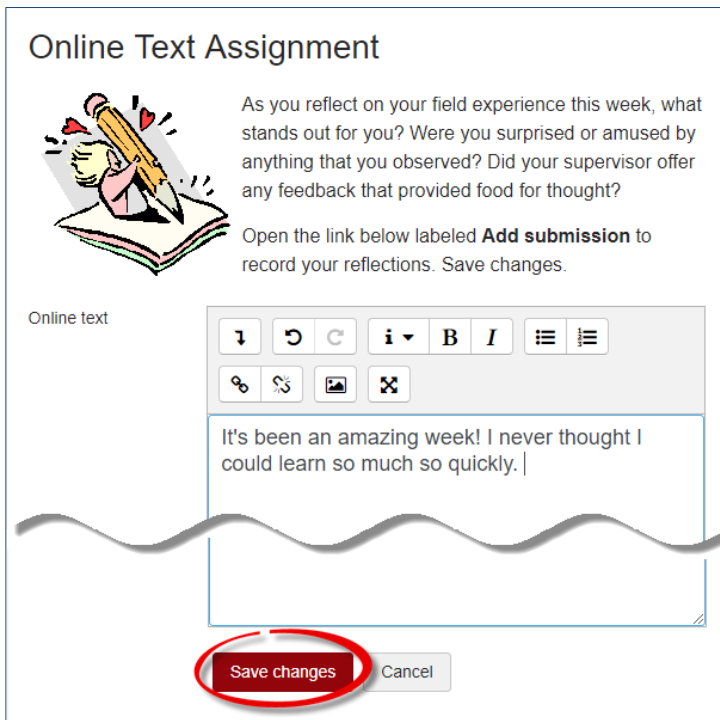 Online Text Assignment
As you reflect on your field experience this week, what
stands out for you? Were you surprised or amused by
anything that you observed? Did your supervisor offer
any feedback that provided food for thought?
Open the link below labeled Add submission to
record your reflections. Save changes.
Online text
i B I
It's been an amazing week! I never thought I
could learn so much so quickly.
Save changes Cancel